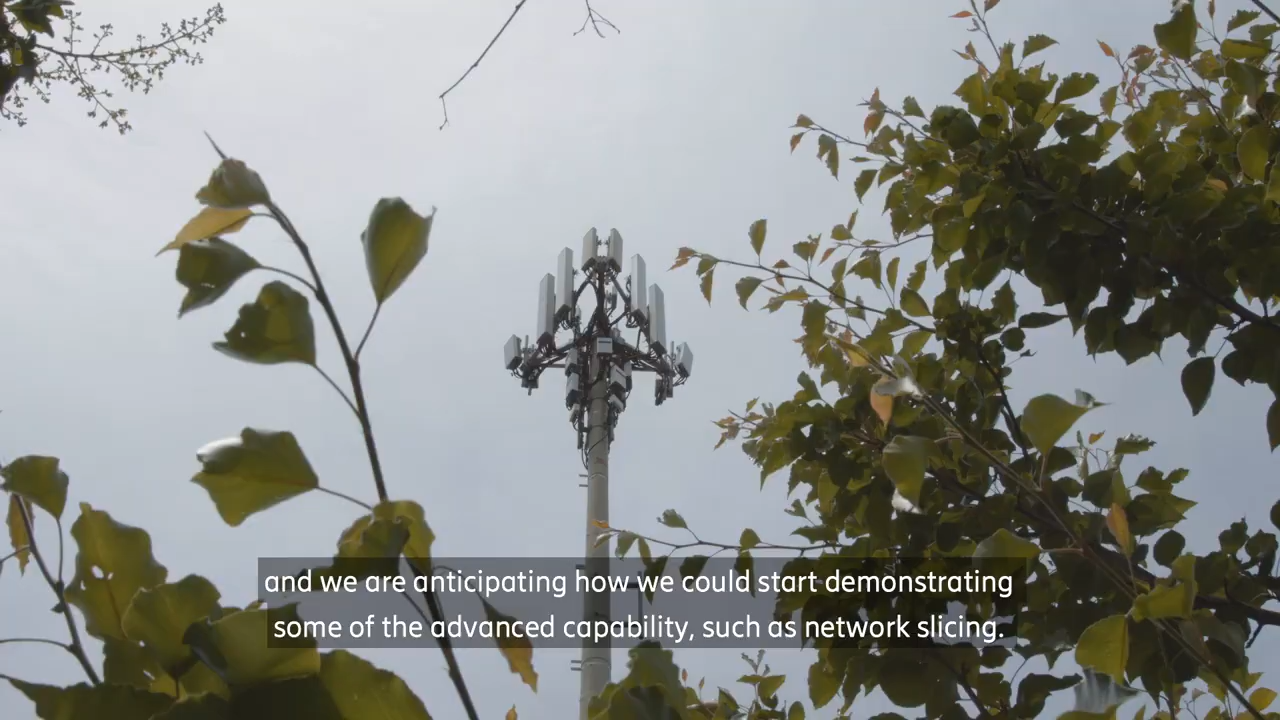 and we are anticipating how we could start demonstrating
some of the advanced capability, such as network slicing.